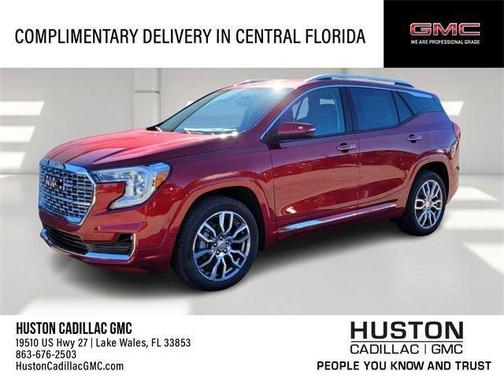 COMPLIMENTARY DELIVERY IN CENTRAL FLORIDA
GMC
WE ARE PROFESSIONAL GRADE
GMC
HUSTON CADILLAC GMC
19510 US Hwy 27 | Lake Wales, FL 33853
863-676-2503
HustonCadillacGMC.com
HUSTON
CADILLAC | GMC
PEOPLE YOU KNOW AND TRUST